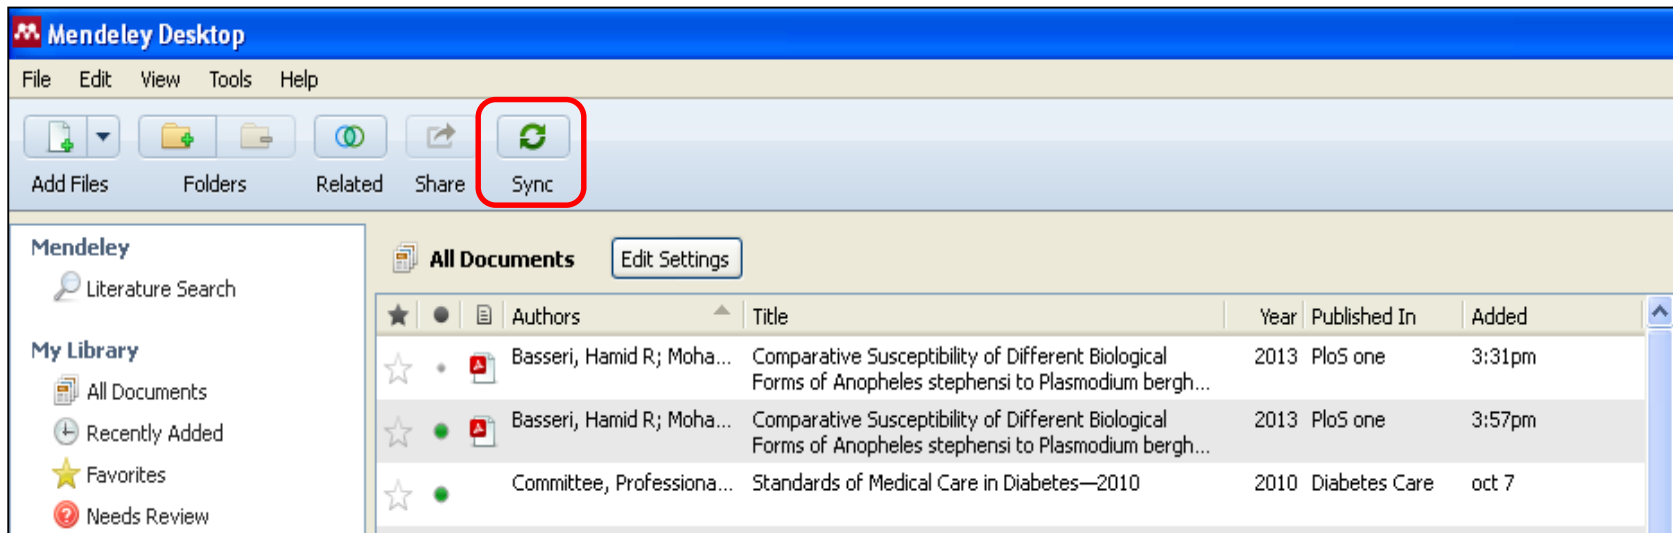 Mendeley Desktop
File Edit View Tools Help
Add Files Folders Related Share Sync
Mendeley
Literature Search
My Library
All Documents
Recently Added
Favorites
Needs Review
All Documents Edit Settings
Authors Title Year Published In Added
Basseri, Hamid R; Moha... Comparative Susceptibility of Different Biological 2013 PloS one 3:31pm
Forms of Anopheles stephensi to Plasmodium bergh...
Basseri, Hamid R; Moha... Comparative Susceptibility of Different Biological 2013 PloS one 3:57pm
Forms of Anopheles stephensi to Plasmodium bergh...
Committee, Professiona... Standards of Medical Care in Diabetes—2010 2010 Diabetes Care oct 7